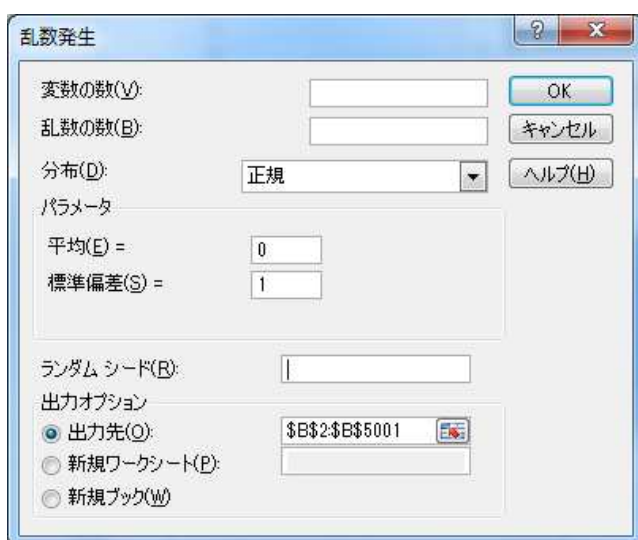 乱数発生
変数の数(V):
OK
乱数の数(B):
キャンセル
分布(D):
正規
ヘルプ(H)
パラメータ
平均(E) =
0
標準偏差(S) =
1
ランダム シード(R):
出力オプション
出力先(O):
$B$2:$B$5001
新規ワークシート(P):
新規ブック(W)